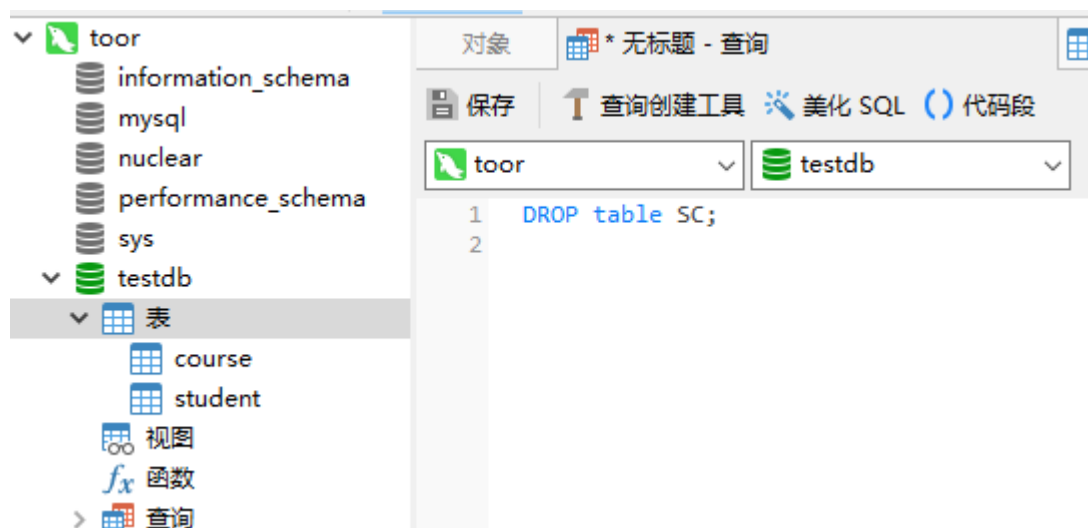 toor
information_schema
mysql
nuclear
performance_schema
sys
testdb
表
course
student
视图
fx 函数
查询
对象
* 无标题 - 查询
保存
查询创建工具
美化 SQL
() 代码段
toor
testdb
1 DROP table SC;
2